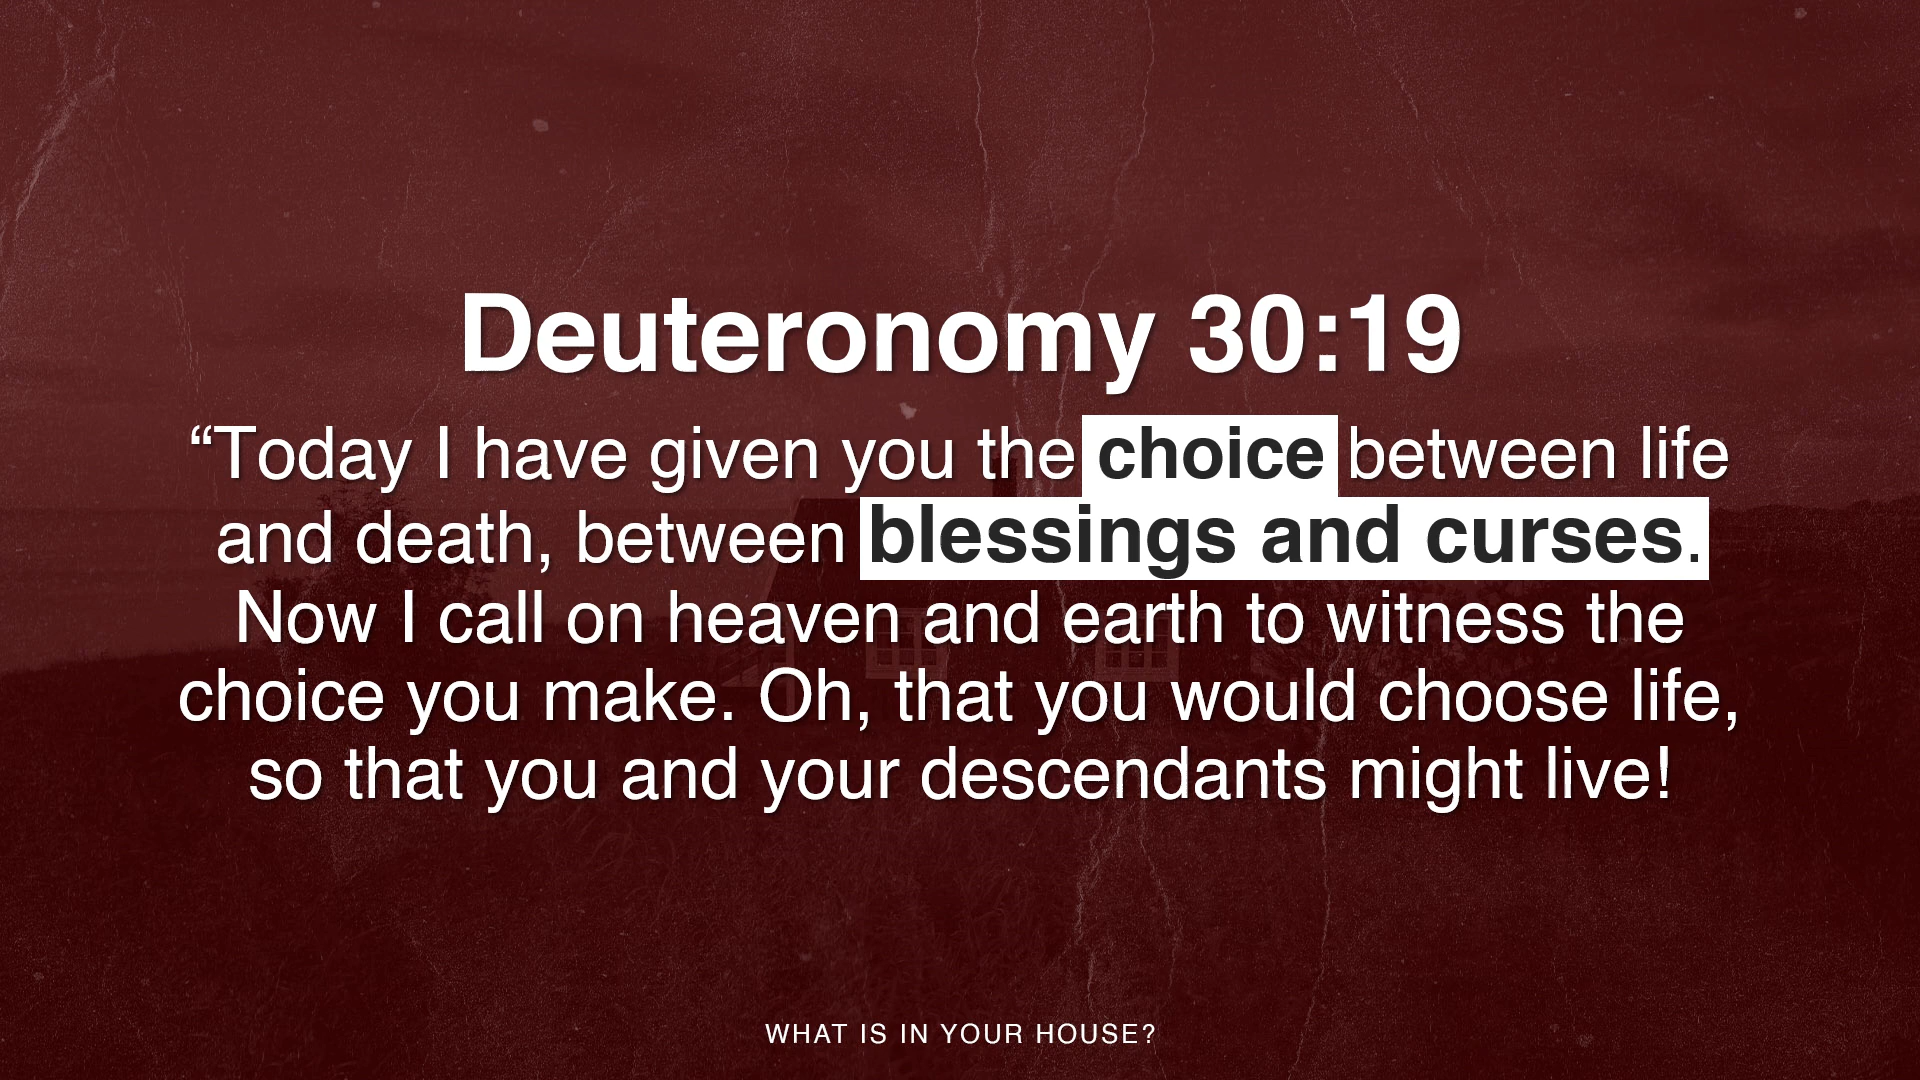 Deuteronomy 30:19
“Today I have given you the choice between life
and death, between blessings and curses.
Now I call on heaven and earth to witness the
choice you make. Oh, that you would choose life,
so that you and your descendants might live!
WHAT IS IN YOUR HOUSE?